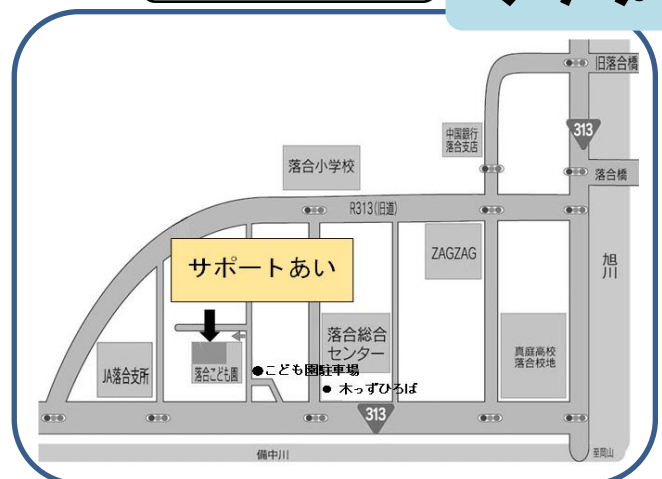 旧落合橋
中国銀行
落合支店
313
落合小学校
落合橋
R313(旧道)
ZAGZAG
旭川
サポートあい
落合総合
センター
真庭高校
落合校地
JA落合支所
落合こども園
●こども園駐車場
● 木っずひろば
313
備中川
至岡山